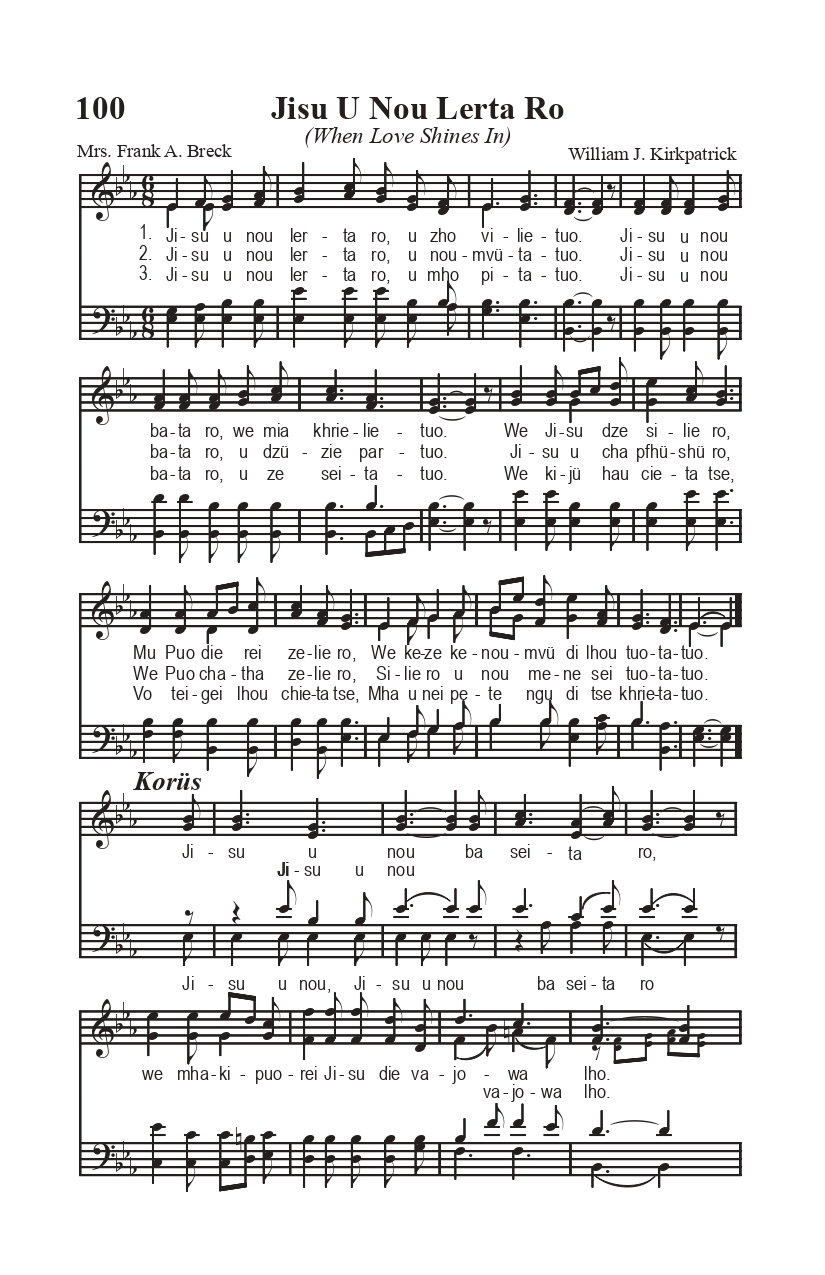 100 Jisu U Nou Lerta Ro
(When Love Shines In)
Mrs. Frank A. Breck William J. Kirkpatrick
1. Ji - su u nou ler - ta ro, u zho vi - lie - tuo. Ji - su u nou
2. Ji - su u nou ler - ta ro, u nou - mvü - ta - tuo. Ji - su u nou
3. Ji - su u nou ler - ta ro, u mho pi - ta - tuo. Ji - su u nou
ba - ta ro, we mia khrie - lie - tuo. We Ji - su dze si - lie ro,
ba - ta ro, u dzü - zie par - tuo. Ji - su u cha pfhü - shü ro,
ba - ta ro, u ze sei - ta - tuo. We ki - jü hau cie - ta tse,
Mu Puo die rei ze - lie ro, We ke - ze ke - nou - mvü di lhou tuo - ta - tuo.
We Puo cha - tha ze - lie ro, Si - lie ro u nou me - ne sei tuo - ta - tuo.
Vo tei - gei lhou chie - ta tse, Mha u nei pe - te ngu di tse khrie - ta - tuo.
Korüs
Ji - su u nou ba sei - ta ro,
Ji - su u nou
Ji - su u nou, Ji - su u nou ba sei - ta ro
we mha - ki - puo - rei Ji - su die va - jo - wa lho.
va - jo - wa lho.